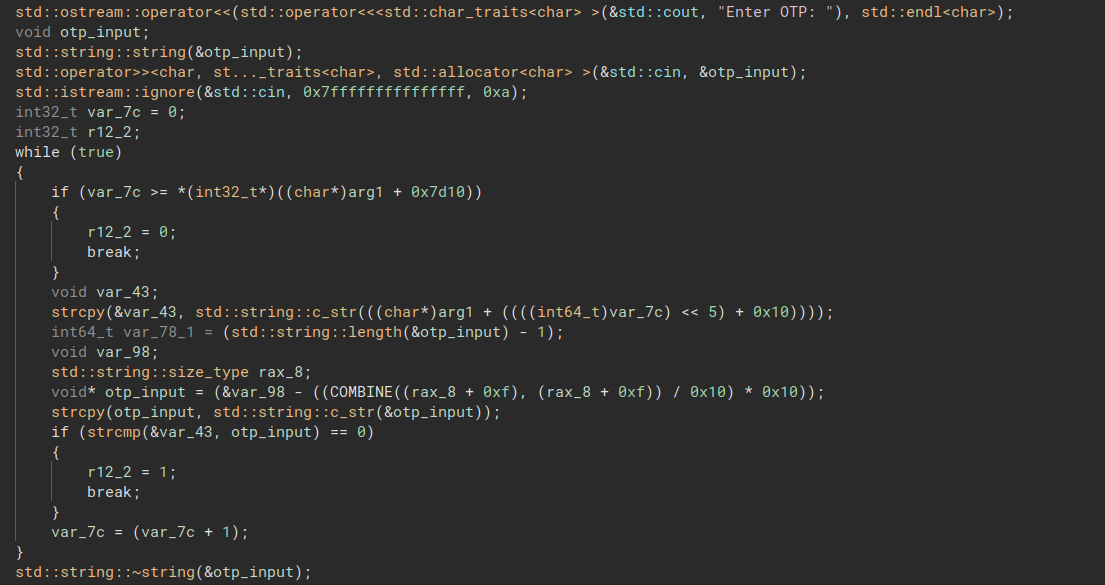 std::ostream::operator<<(std::operator<<<std::char_traits<char> >(&std::cout, "Enter OTP: "), std::endl<char>);
void otp_input;
std::string::string(&otp_input);
std::operator>><char, st..._traits<char>, std::allocator<char> >(&std::cin, &otp_input);
std::istream::ignore(&std::cin, 0x7fffffffffffffff, 0xa);
int32_t var_7c = 0;
int32_t r12_2;
while (true)
{
if (var_7c >= *(int32_t*)((char*)arg1 + 0x7d10))
{
r12_2 = 0;
break;
}
void var_43;
strcpy(&var_43, std::string::c_str(((char*)arg1 + ((((int64_t)var_7c) << 5) + 0x10))));
int64_t var_78_1 = (std::string::length(&otp_input) - 1);
void var_98;
std::string::size_type rax_8;
void* otp_input = (&var_98 - ((COMBINE((rax_8 + 0xf), (rax_8 + 0xf)) / 0x10) * 0x10));
strcpy(otp_input, std::string::c_str(&otp_input));
if (strcmp(&var_43, otp_input) == 0)
{
r12_2 = 1;
break;
}
var_7c = (var_7c + 1);
}
std::string::~string(&otp_input);